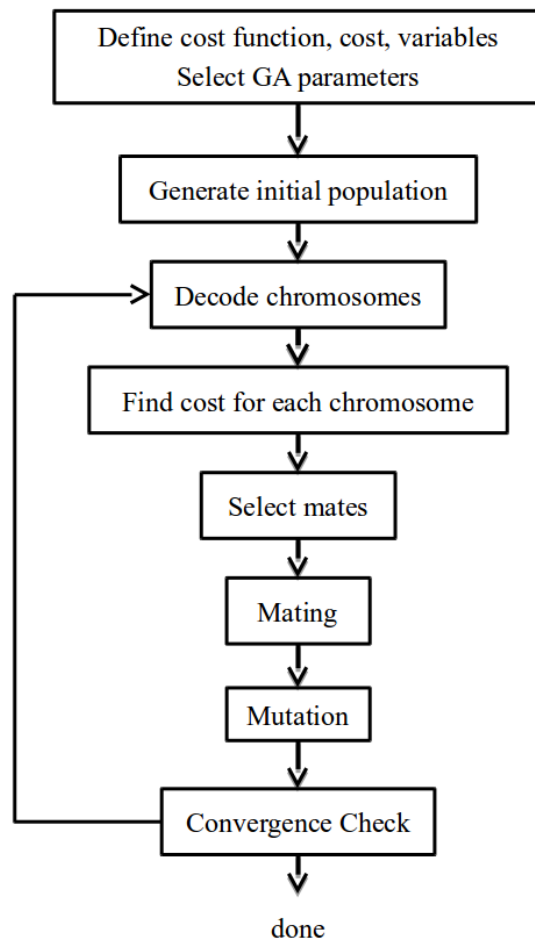 Define cost function, cost, variables
Select GA parameters
Generate initial population
Decode chromosomes
Find cost for each chromosome
Select mates
Mating
Mutation
Convergence Check
done